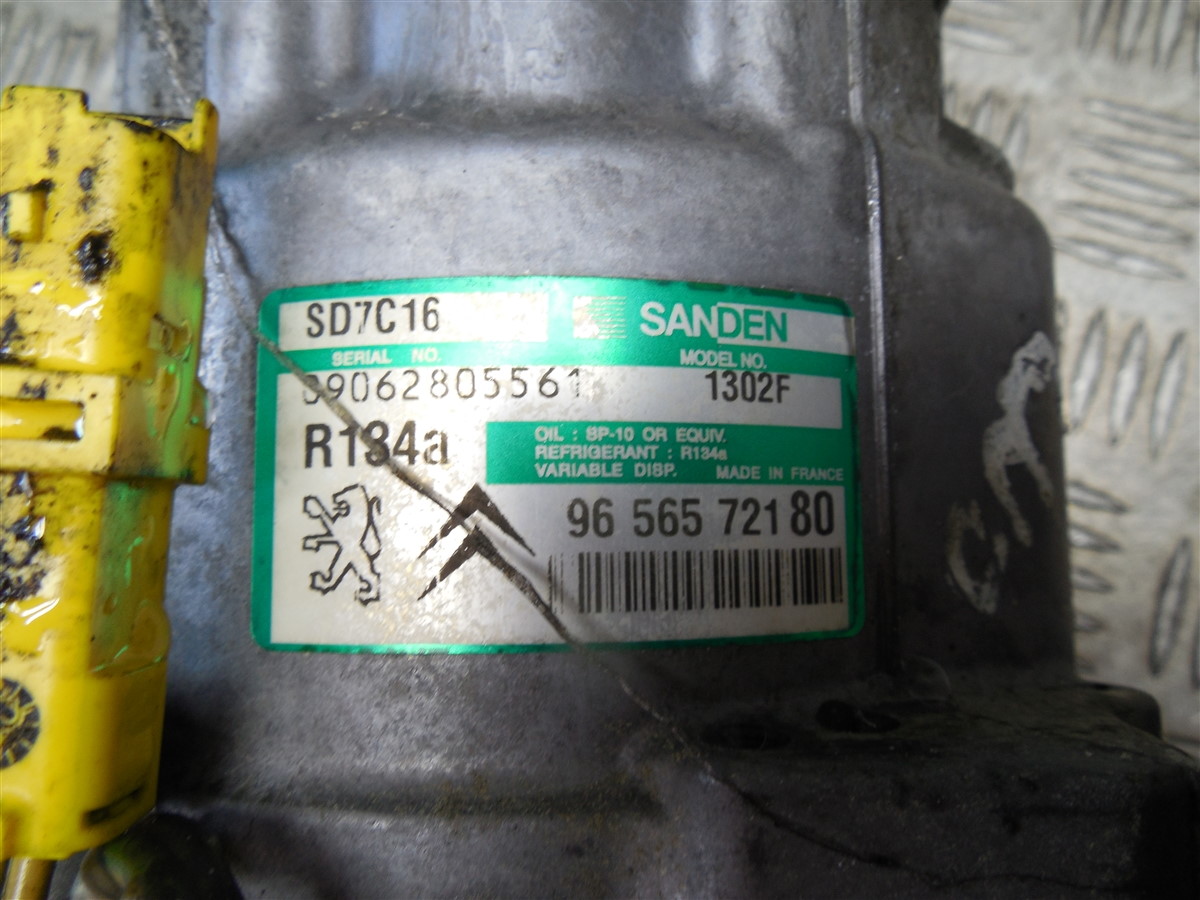 SD7C16
SANDEN
SERIAL NO.
MODEL NO.
09062805561
1302F
R134a
OIL : SP-10 OR EQUIV.
REFRIGERANT : R134a
VARIABLE DISP. MADE IN FRANCE
96 565 721 80